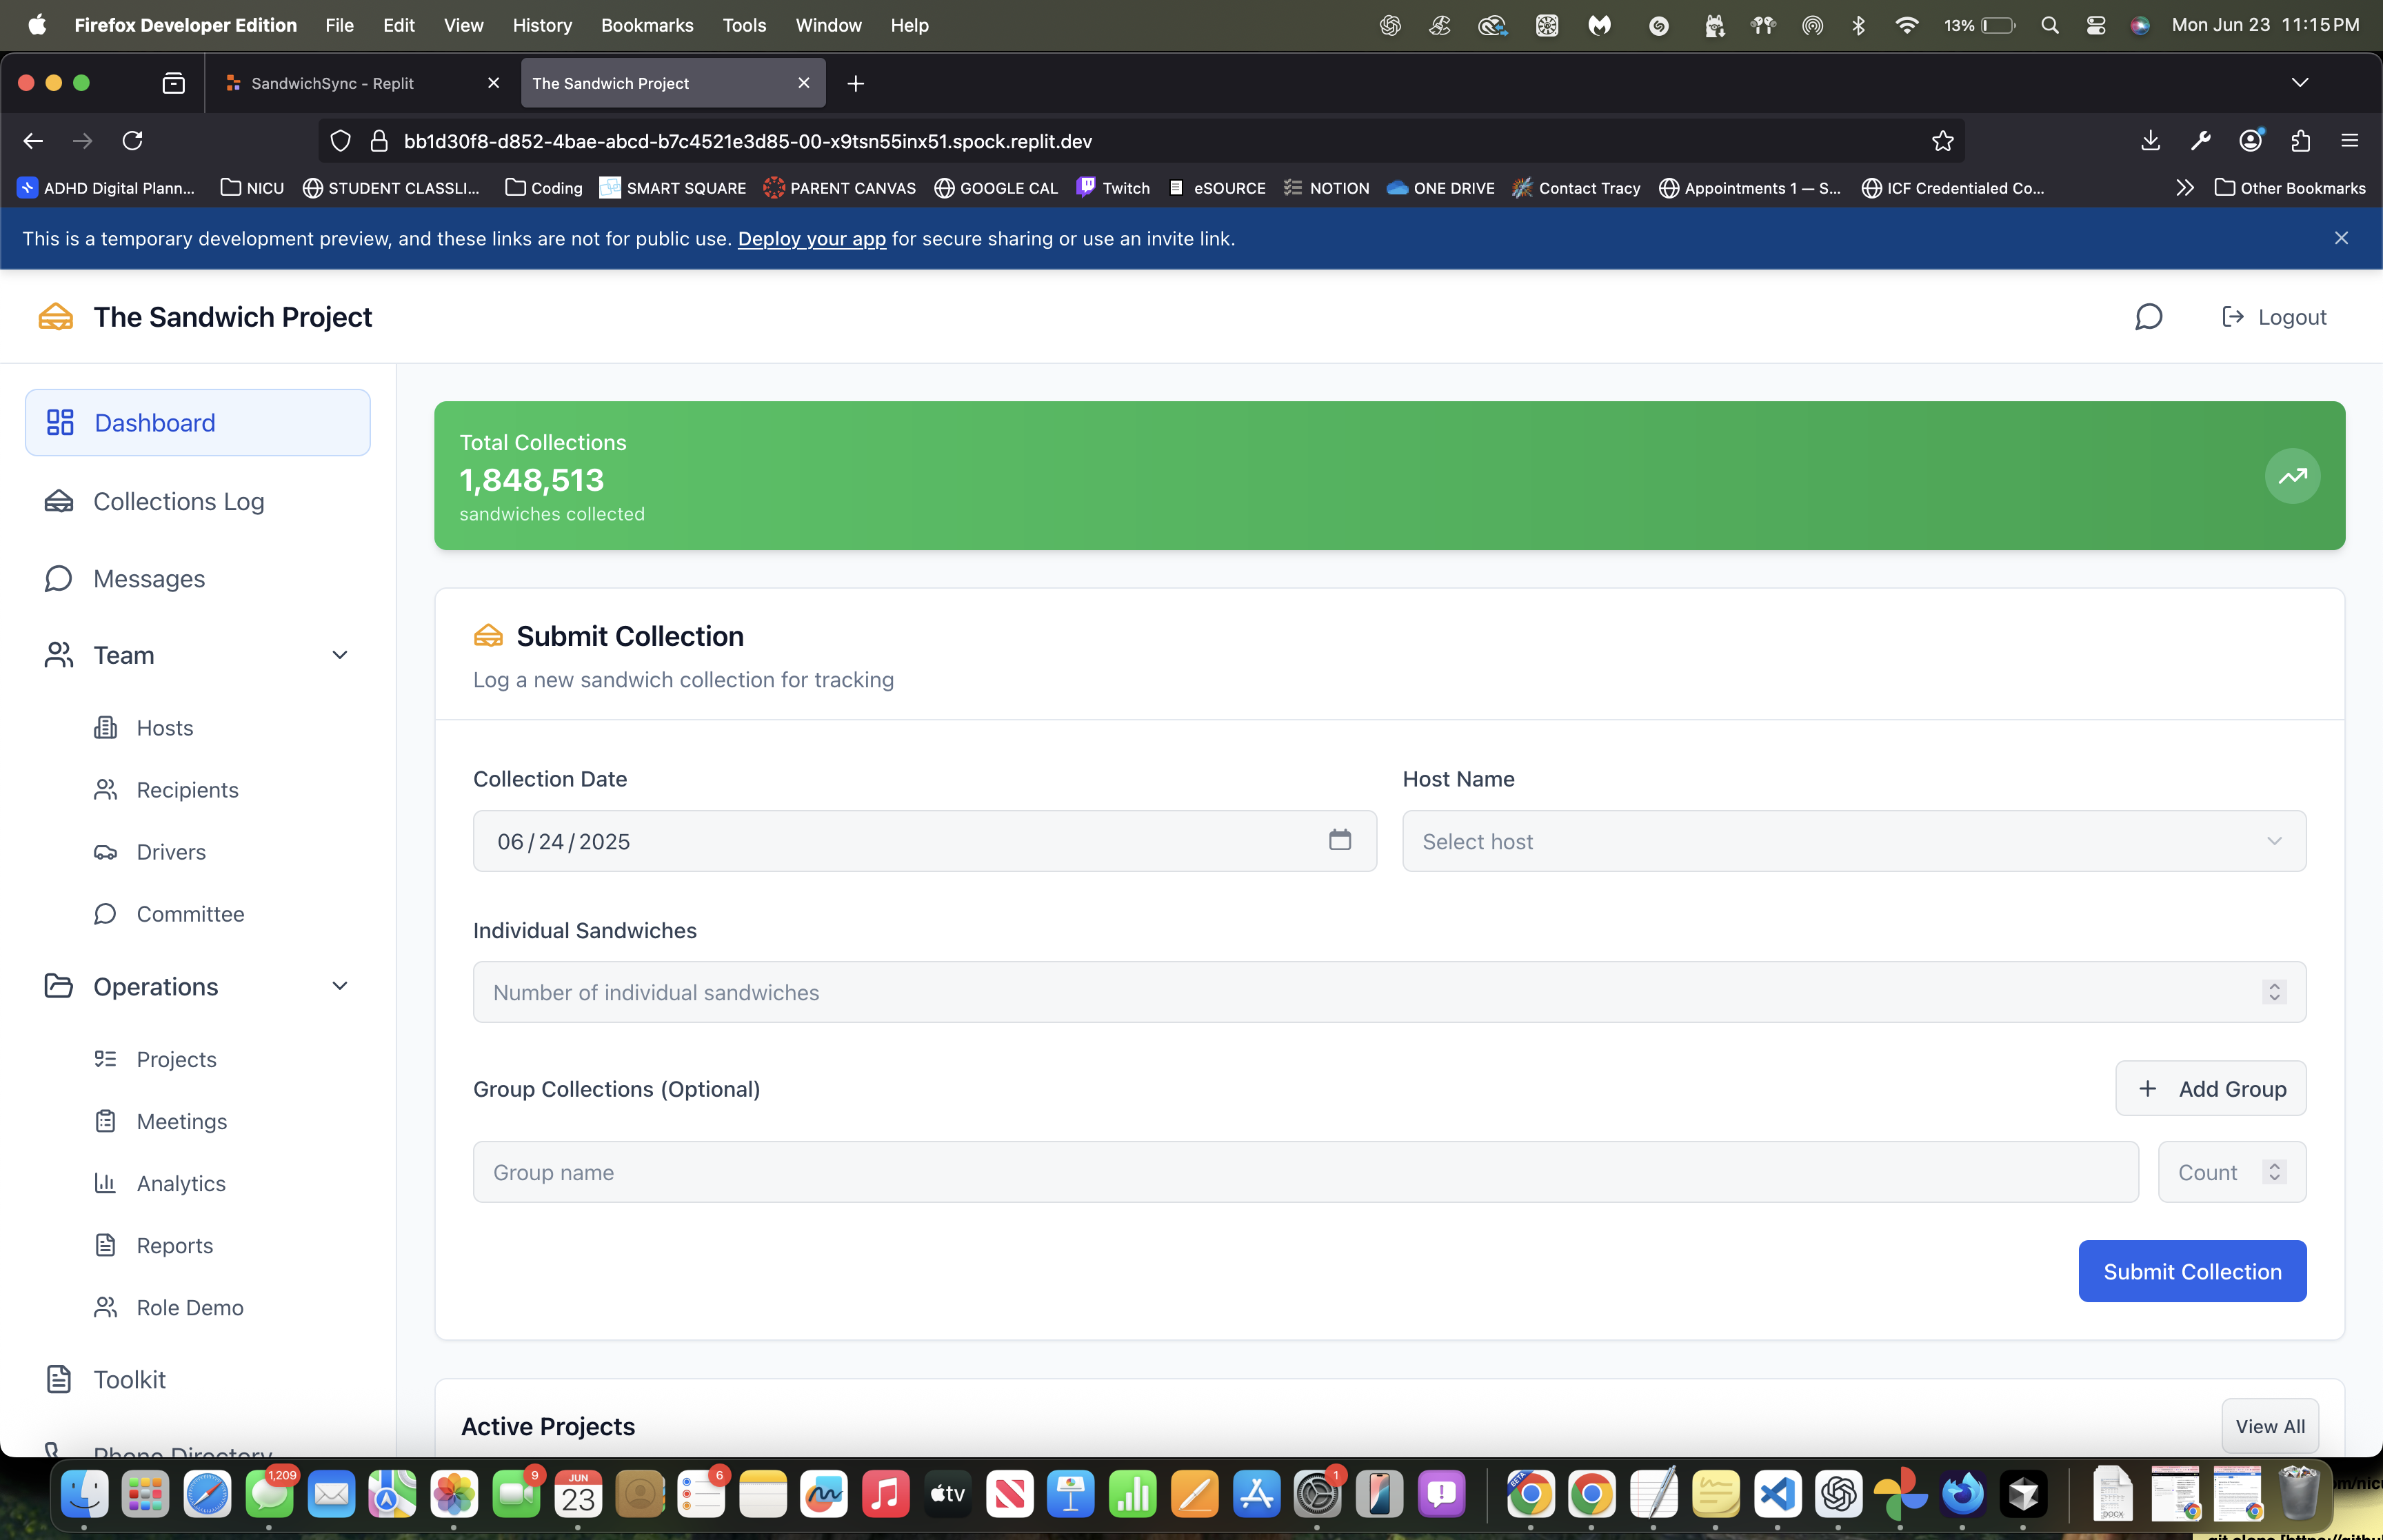 Firefox Developer Edition File Edit View History Bookmarks Tools Window Help 13% Mon Jun 23 11:15 PM
SandwichSync - Replit The Sandwich Project
bb1d30f8-d852-4bae-abcd-b7c4521e3d85-00-x9tsn55inx51.spock.replit.dev
ADHD Digital Plann... NICU STUDENT CLASSLI... Coding SMART SQUARE PARENT CANVAS GOOGLE CAL Twitch eSOURCE NOTION ONE DRIVE Contact Tracy Appointments 1 — S... ICF Credentialed Co... Other Bookmarks
This is a temporary development preview, and these links are not for public use. Deploy your app for secure sharing or use an invite link.
The Sandwich Project
Logout
Dashboard
Collections Log
Messages
Team
Hosts
Recipients
Drivers
Committee
Operations
Projects
Meetings
Analytics
Reports
Role Demo
Toolkit
Phone Directory
Total Collections
1,848,513
sandwiches collected
Submit Collection
Log a new sandwich collection for tracking
Collection Date
06/24/2025
Host Name
Select host
Individual Sandwiches
Number of individual sandwiches
Group Collections (Optional)
Add Group
Group name
Count
Submit Collection
Active Projects
View All
1,209
9
JUN
23
6
tv
1
BETA
DOCX